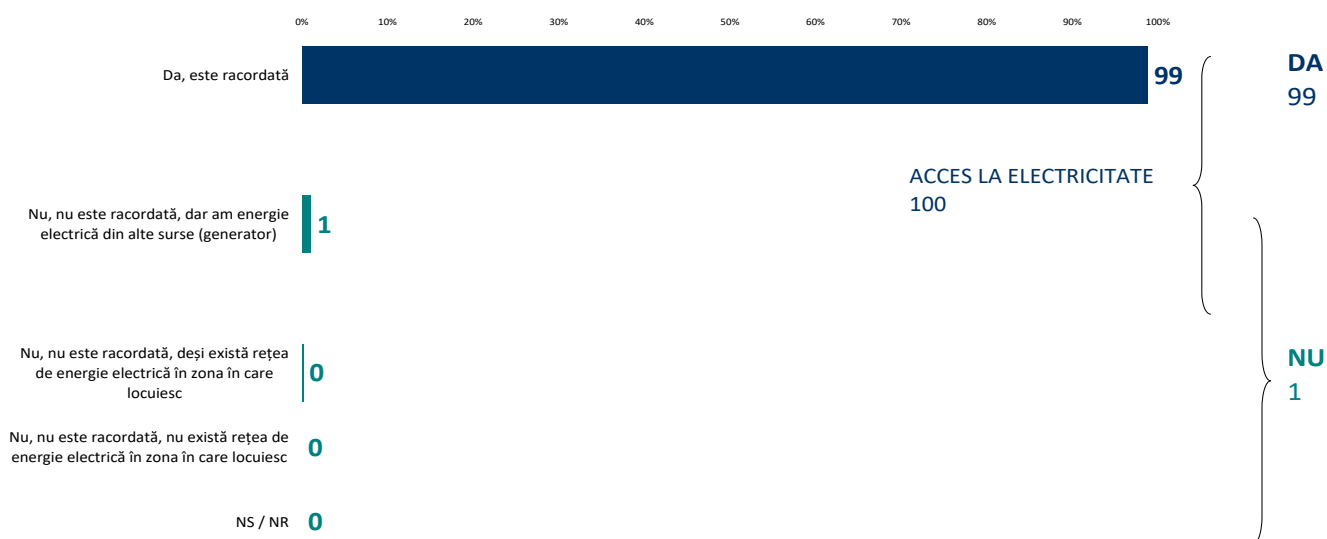 0% 10% 20% 30% 40% 50% 60% 70% 80% 90% 100%
Da, este racordată
99
DA
99
ACCES LA ELECTRICITATE
100
Nu, nu este racordată, dar am energie
electrică din alte surse (generator)
1
Nu, nu este racordată, deși există rețea
de energie electrică în zona în care
locuiesc
0
NU
1
Nu, nu este racordată, nu există rețea de
energie electrică în zona în care locuiesc
0
NS / NR
0